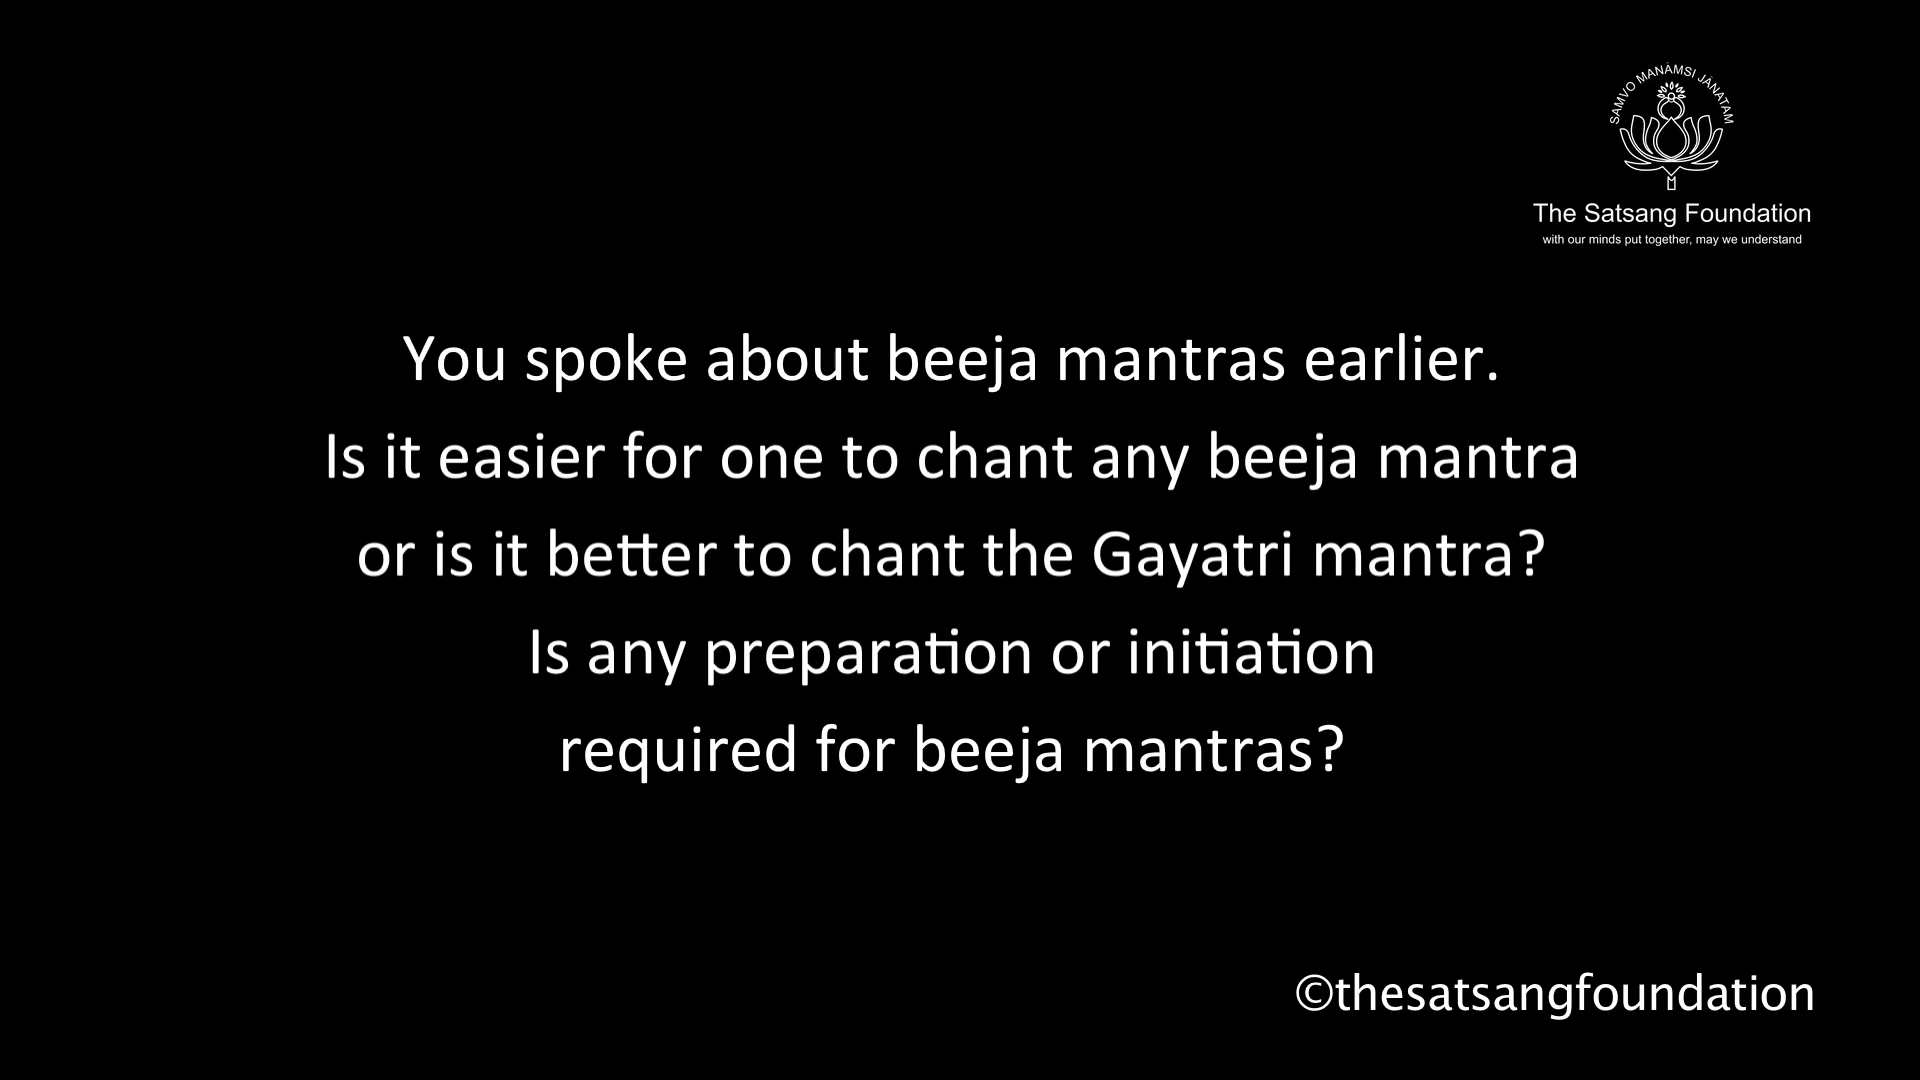 SAMVO MANĀMSI JĀNATAM
The Satsang Foundation
with our minds put together, may we understand
You spoke about beeja mantras earlier.
Is it easier for one to chant any beeja mantra
or is it better to chant the Gayatri mantra?
Is any preparation or initiation
required for beeja mantras?
©thesatsangfoundation